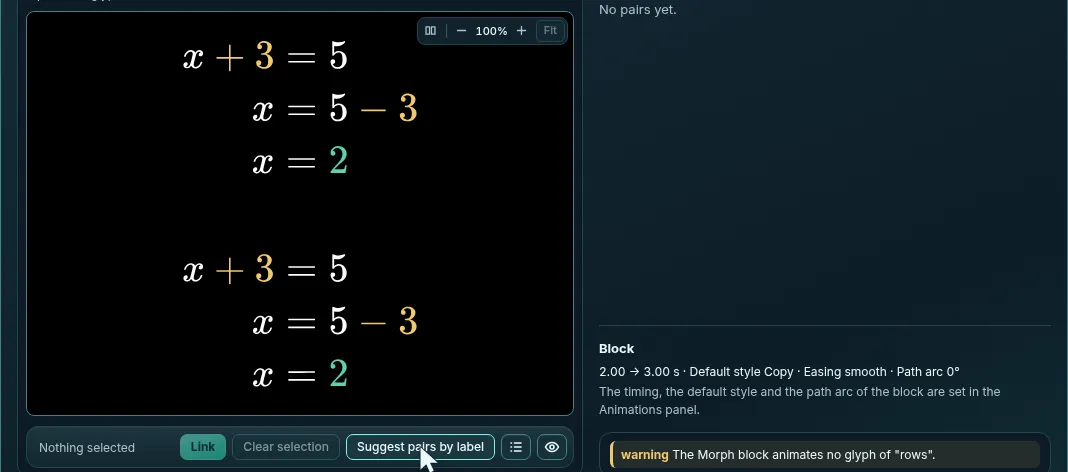 No pairs yet.
100%
Fit
x + 3 = 5
x = 5 − 3
x = 2
x + 3 = 5
x = 5 − 3
x = 2
Block
2.00 → 3.00 s · Default style Copy · Easing smooth · Path arc 0°
The timing, the default style and the path arc of the block are set in the
Animations panel.
Nothing selected
Link
Clear selection
Suggest pairs by label
warning The Morph block animates no glyph of "rows".